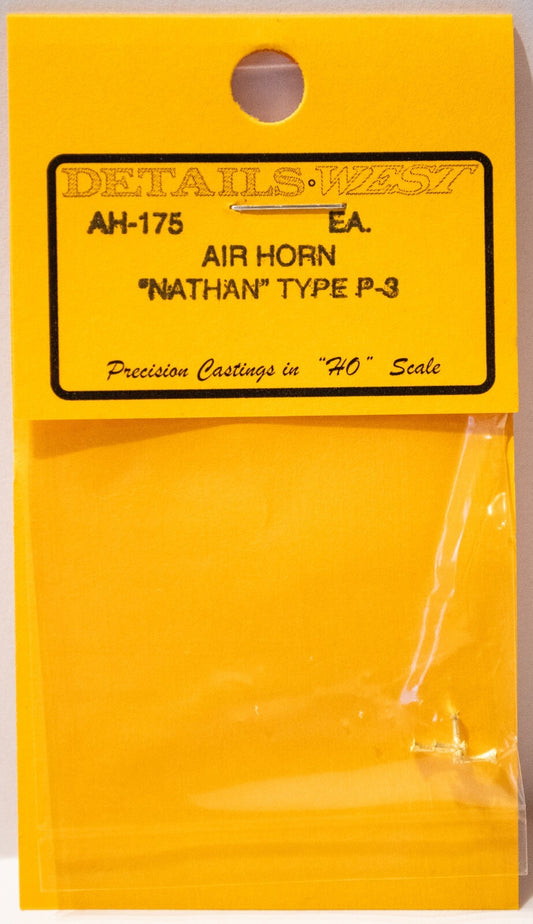 DETAILS·WEST
AH-175 EA.
AIR HORN
"NATHAN" TYPE P-3
Precision Castings in "HO" Scale